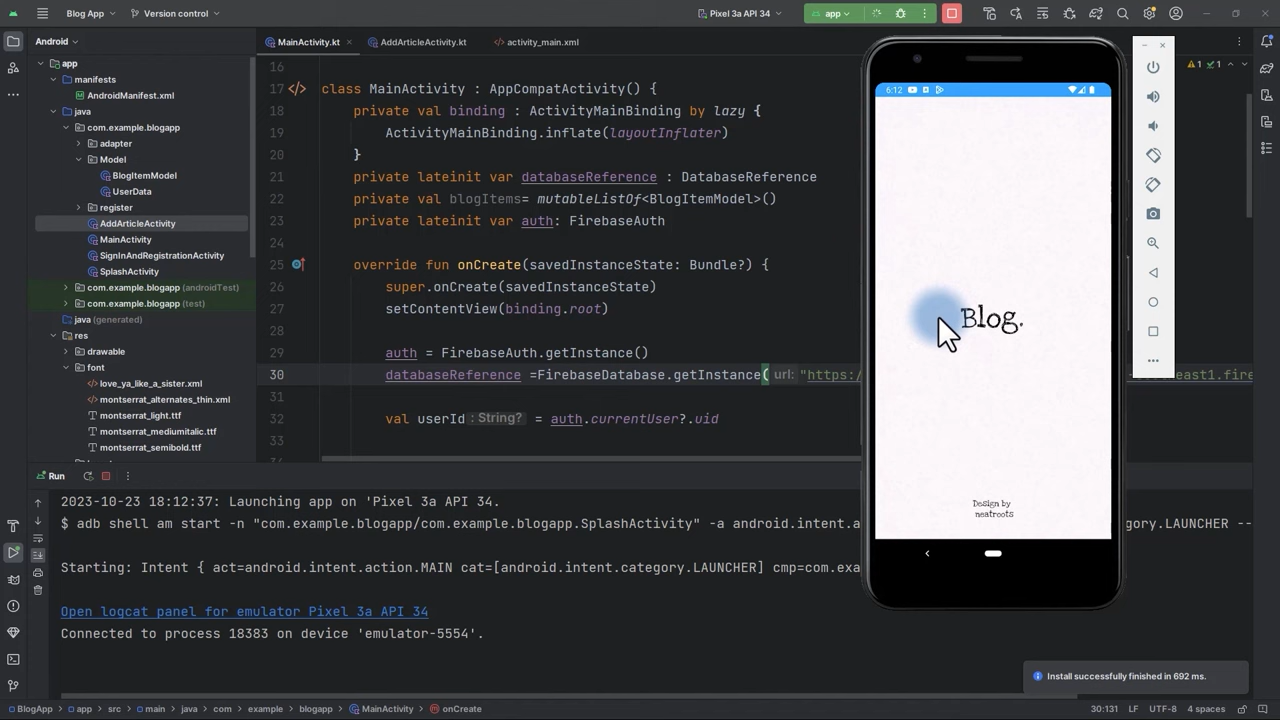 Blog App
Version control
Pixel 3a API 34
app
Android
MainActivity.kt
AddArticleActivity.kt
activity_main.xml
app
manifests
AndroidManifest.xml
java
com.example.blogapp
adapter
Model
BlogItemModel
UserData
register
AddArticleActivity
MainActivity
SignInAndRegistrationActivity
SplashActivity
com.example.blogapp (androidTest)
com.example.blogapp (test)
java (generated)
res
drawable
font
love_ya_like_a_sister.xml
montserrat_alternates_thin.xml
montserrat_light.ttf
montserrat_mediumitalic.ttf
montserrat_semibold.ttf
16
17 class MainActivity : AppCompatActivity() {
18 private val binding : ActivityMainBinding by lazy {
19 ActivityMainBinding.inflate(layoutInflater)
20 }
21 private lateinit var databaseReference : DatabaseReference
22 private val blogItems= mutableListOf<BlogItemModel>()
23 private lateinit var auth: FirebaseAuth
24
25 override fun onCreate(savedInstanceState: Bundle?) {
26 super.onCreate(savedInstanceState)
27 setContentView(binding.root)
28
29 auth = FirebaseAuth.getInstance()
30 databaseReference =FirebaseDatabase.getInstance( url: "https:/
east1.fire
31
32 val userId : String? = auth.currentUser?.uid
33
1 1
6:12
Blog.
Design by
neatroots
Run
2023-10-23 18:12:37: Launching app on 'Pixel 3a API 34.
$ adb shell am start -n "com.example.blogapp/com.example.blogapp.SplashActivity" -a android.intent.a
tegory.LAUNCHER --
Starting: Intent { act=android.intent.action.MAIN cat=[android.intent.category.LAUNCHER] cmp=com.exa
Open logcat panel for emulator Pixel 3a API 34
Connected to process 18383 on device 'emulator-5554'.
Install successfully finished in 692 ms.
BlogApp > app > src > main > java > com > example > blogapp > MainActivity > onCreate
30:131 LF UTF-8 4 spaces